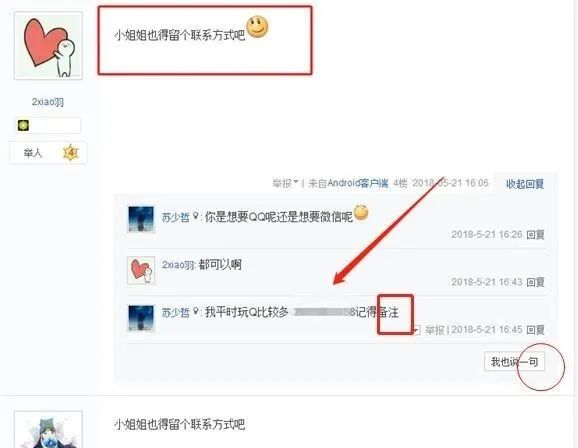 小姐姐也得留个联系方式吧
2xiao羽
举人 4
举报 | 来自Android客户端 4楼 2018-05-21 16:06 收起回复
苏少哲: 你是想要QQ呢还是想要微信呢
2018-5-21 16:26 回复
2xiao羽: 都可以啊
2018-5-21 16:43 回复
苏少哲: 我平时玩Q比较多 记得备注
举报 | 2018-5-21 16:45 回复
我也说一句
小姐姐也得留个联系方式吧